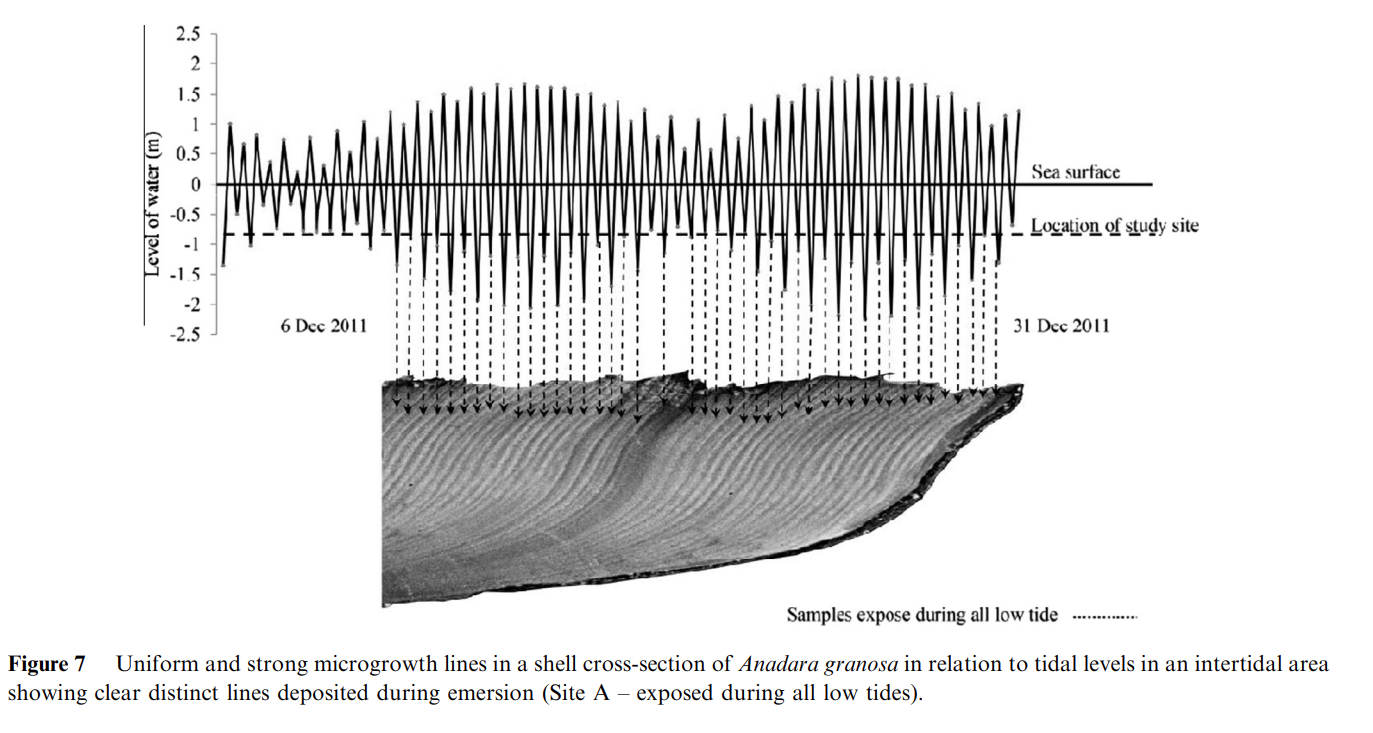 Level of water (m)
2.5
2
1.5
1
0.5
0
-0.5
-1
-1.5
-2
-2.5
Sea surface
Location of study site
6 Dec 2011
31 Dec 2011
Samples expose during all low tide
Figure 7 Uniform and strong microgrowth lines in a shell cross-section of Anadara granosa in relation to tidal levels in an intertidal area
showing clear distinct lines deposited during emersion (Site A – exposed during all low tides).